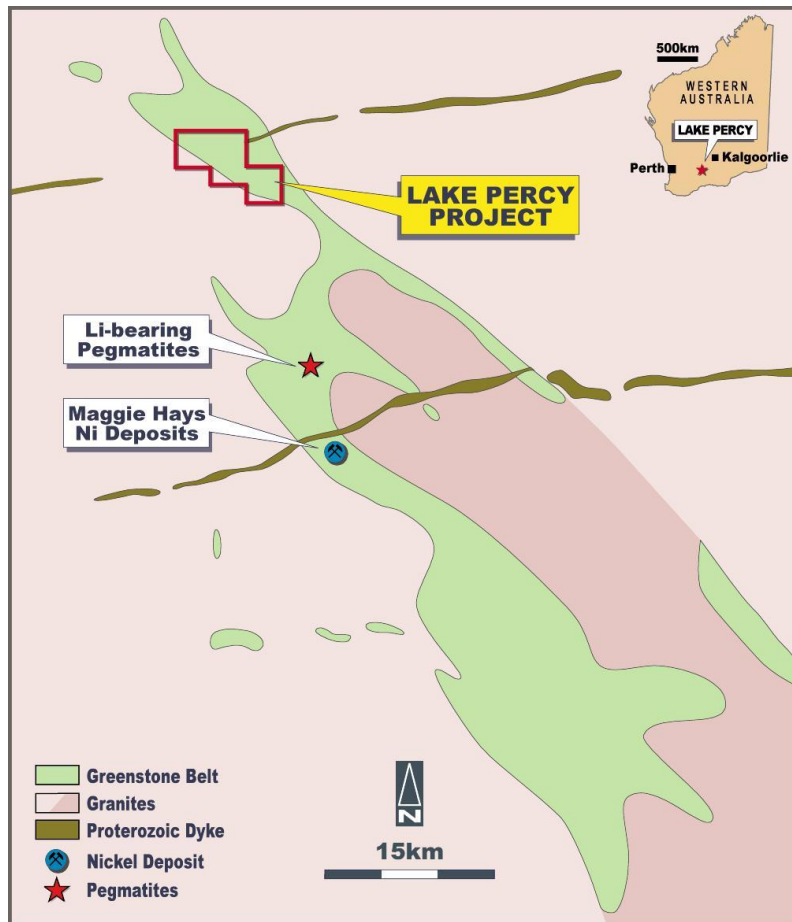 500km
WESTERN
AUSTRALIA
LAKE PERCY
Kalgoorlie
Perth
LAKE PERCY
PROJECT
Li-bearing
Pegmatites
Maggie Hays
Ni Deposits
Greenstone Belt
Granites
Proterozoic Dyke
Nickel Deposit
Pegmatites
N
15km